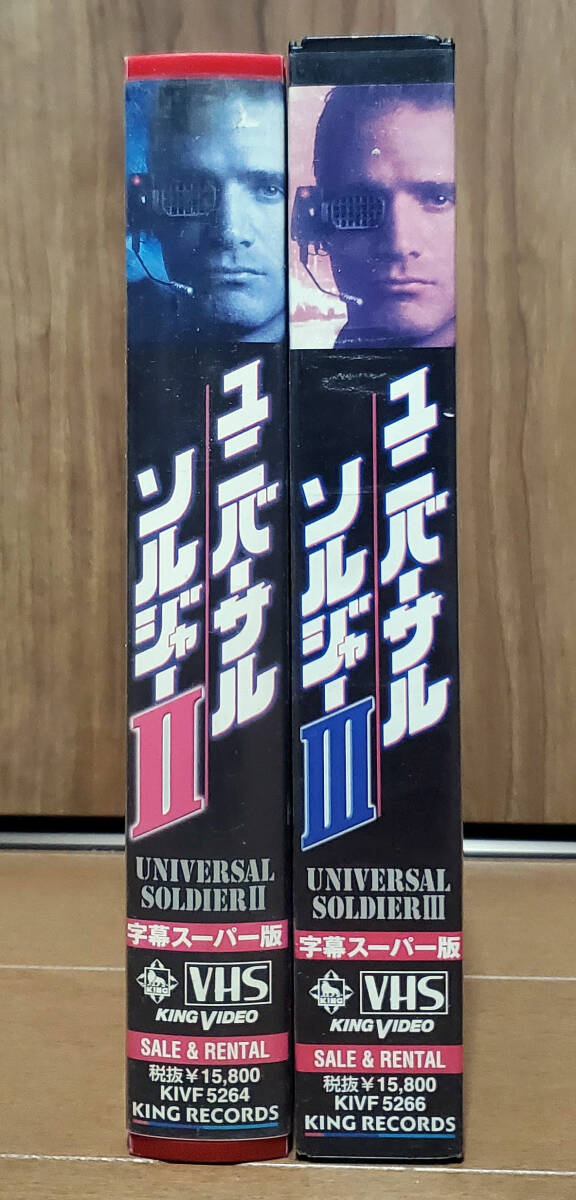 ユニバーサル
ソルジャーII
UNIVERSAL
SOLDIER II
字幕スーパー版
KING
VHS
KING VIDEO
SALE & RENTAL
税抜¥15,800
KIVF 5264
KING RECORDS
ユニバーサル
ソルジャーIII
UNIVERSAL
SOLDIER III
字幕スーパー版
KING
VHS
KING VIDEO
SALE & RENTAL
税抜¥15,800
KIVF 5266
KING RECORDS